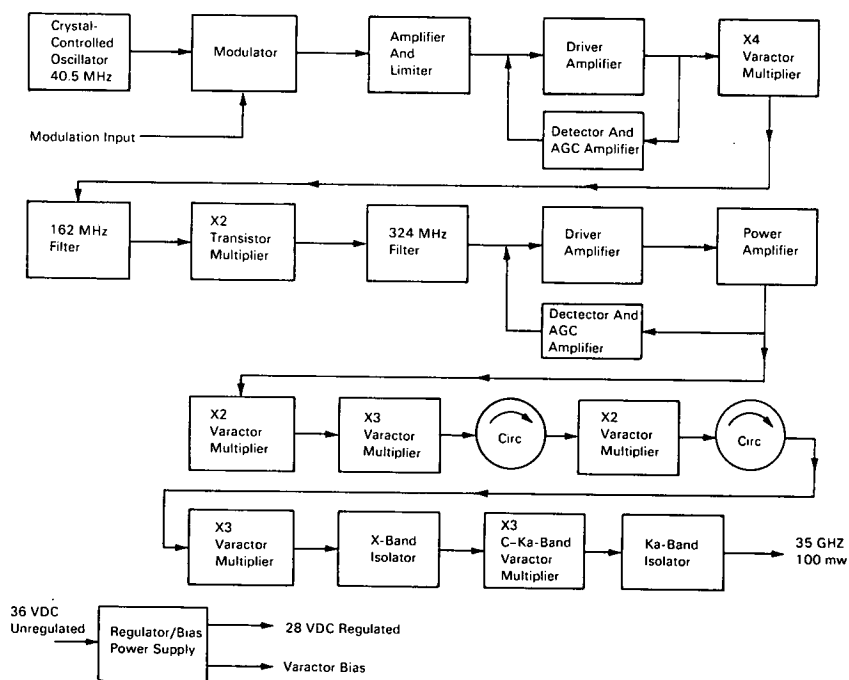 Crystal-
Controlled
Oscillator
40.5 MHz
Modulator
Amplifier
And
Limiter
Driver
Amplifier
X4
Varactor
Multiplier
Modulation Input
Detector And
AGC Amplifier
162 MHz
Filter
X2
Transistor
Multiplier
324 MHz
Filter
Driver
Amplifier
Power
Amplifier
Dectector And
AGC
Amplifier
X2
Varactor
Multiplier
X3
Varactor
Multiplier
Circ
X2
Varactor
Multiplier
Circ
X3
Varactor
Multiplier
X-Band
Isolator
X3
C-Ka-Band
Varactor
Multiplier
Ka-Band
Isolator
35 GHZ
100 mw
36 VDC
Unregulated
Regulator/Bias
Power Supply
28 VDC Regulated
Varactor Bias